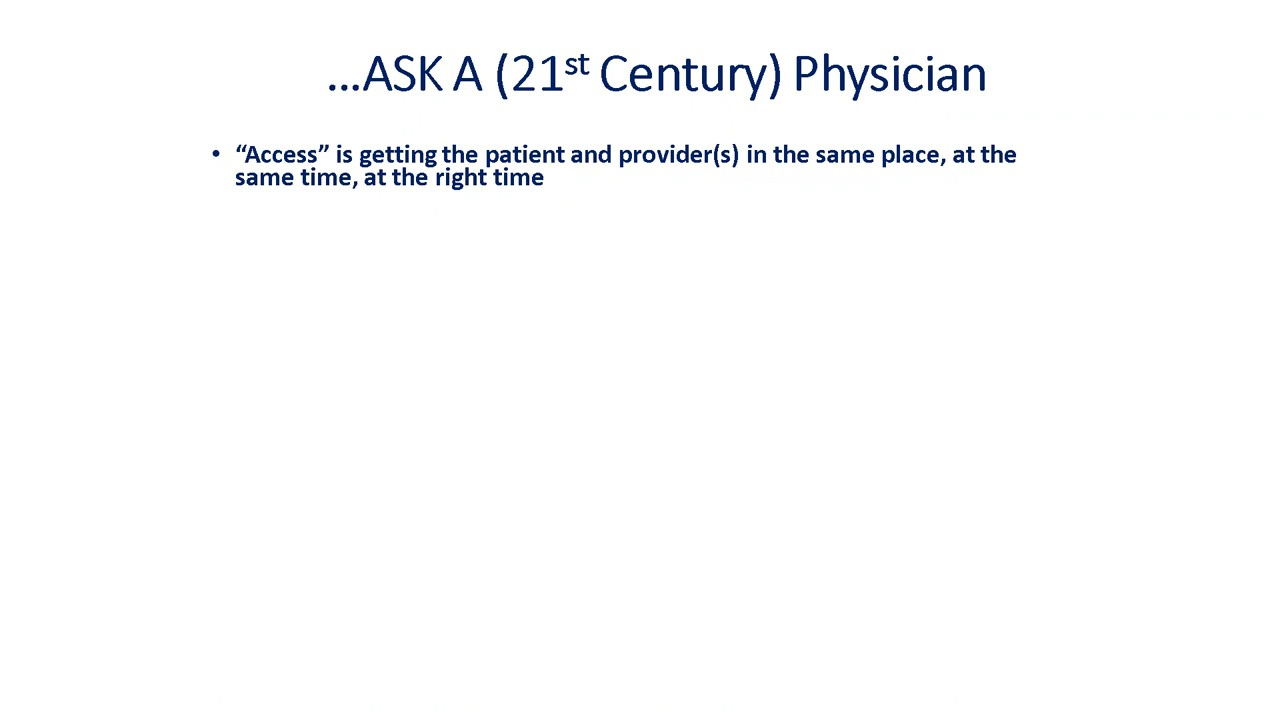 …ASK A (21st Century) Physician
• “Access” is getting the patient and provider(s) in the same place, at the
same time, at the right time